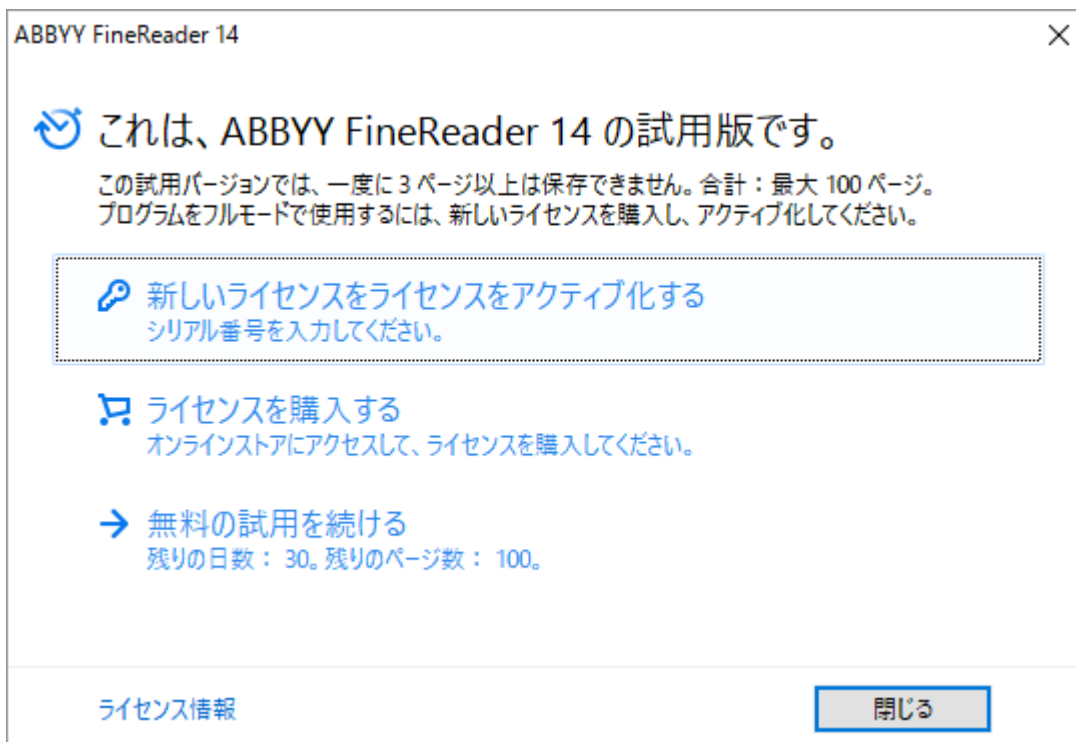 ABBYY FineReader 14
これは、ABBYY FineReader 14 の試用版です。
この試用バージョンでは、一度に 3 ページ以上は保存できません。合計：最大 100 ページ。
プログラムをフルモードで使用するには、新しいライセンスを購入し、アクティブ化してください。
新しいライセンスをライセンスをアクティブ化する
シリアル番号を入力してください。
ライセンスを購入する
オンラインストアにアクセスして、ライセンスを購入してください。
無料の試用を続ける
残りの日数： 30。残りのページ数： 100。
ライセンス情報
閉じる